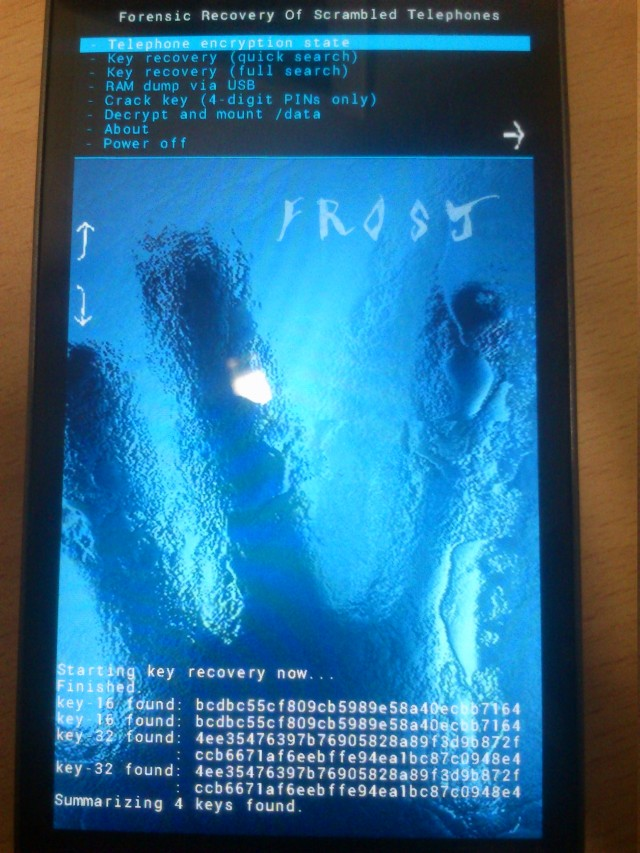 Forensic Recovery Of Scrambled Telephones
- Telephone encryption state
- Key recovery (quick search)
- Key recovery (full search)
- RAM dump via USB
- Crack key (4-digit PINs only)
- Decrypt and mount /data
- About
- Power off
FROST
Starting key recovery now...
Finished.
key-16 found: bcdbc55cf809cb5989e58a40ecbb7164
key-16 found: bcdbc55cf809cb5989e58a40ecbb7164
key-32 found: 4ee35476397b76905828a89f3d9b872f
: ccb6671af6eebffe94ea1bc87c0948e4
key-32 found: 4ee35476397b76905828a89f3d9b872f
: ccb6671af6eebffe94ea1bc87c0948e4
Summarizing 4 keys found.